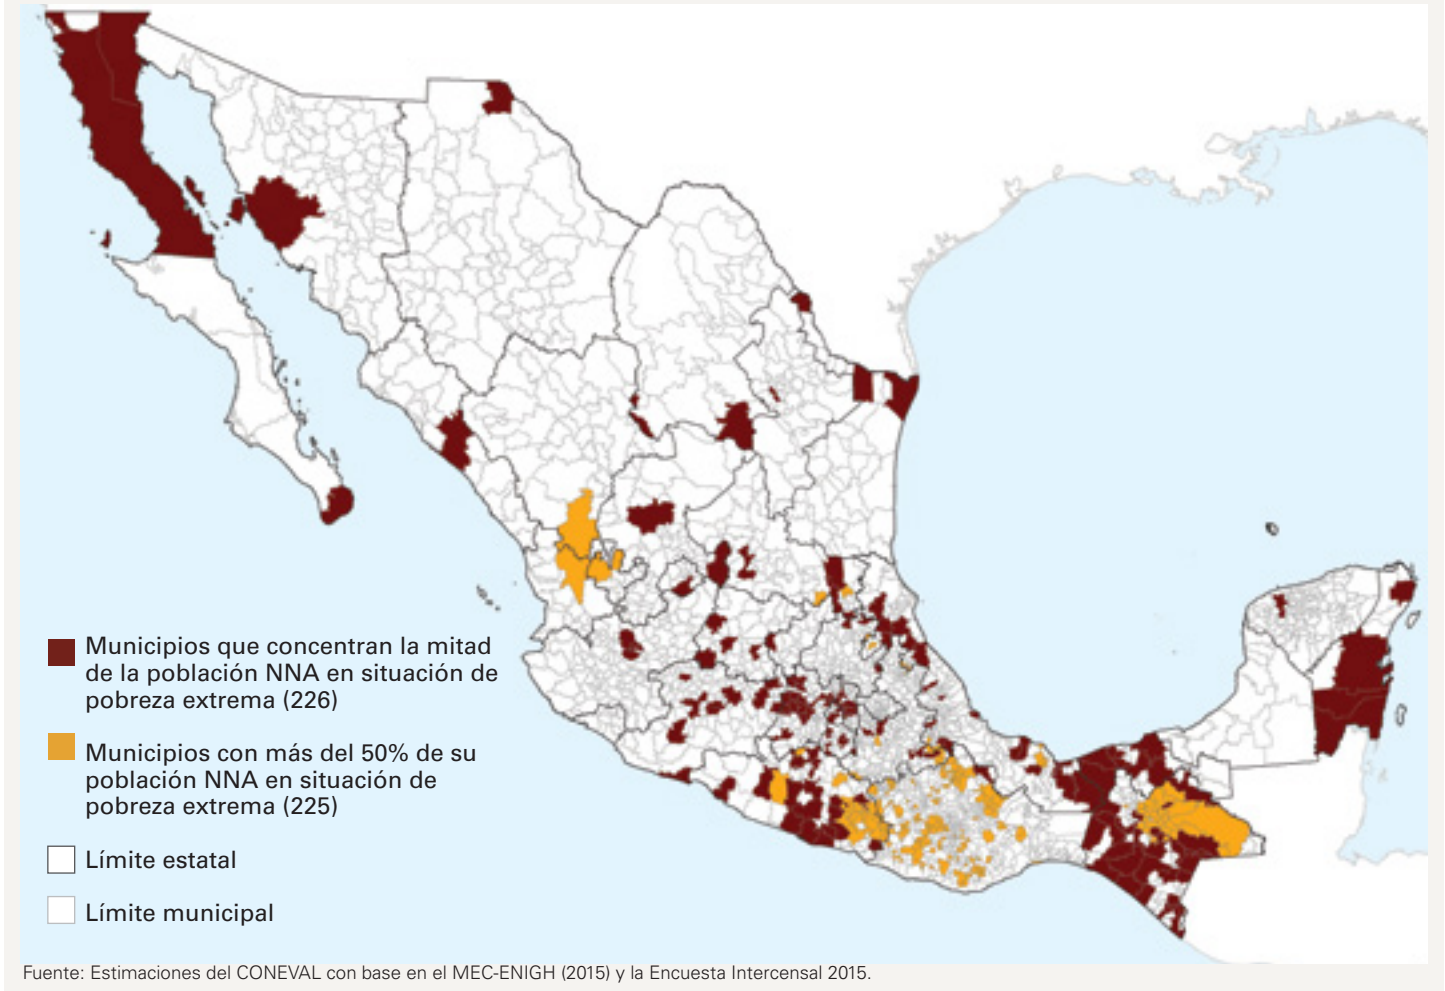 Municipios que concentran la mitad
de la población NNA en situación de
pobreza extrema (226)
Municipios con más del 50% de su
población NNA en situación de
pobreza extrema (225)
Límite estatal
Límite municipal
Fuente: Estimaciones del CONEVAL con base en el MEC-ENIGH (2015) y la Encuesta Intercensal 2015.